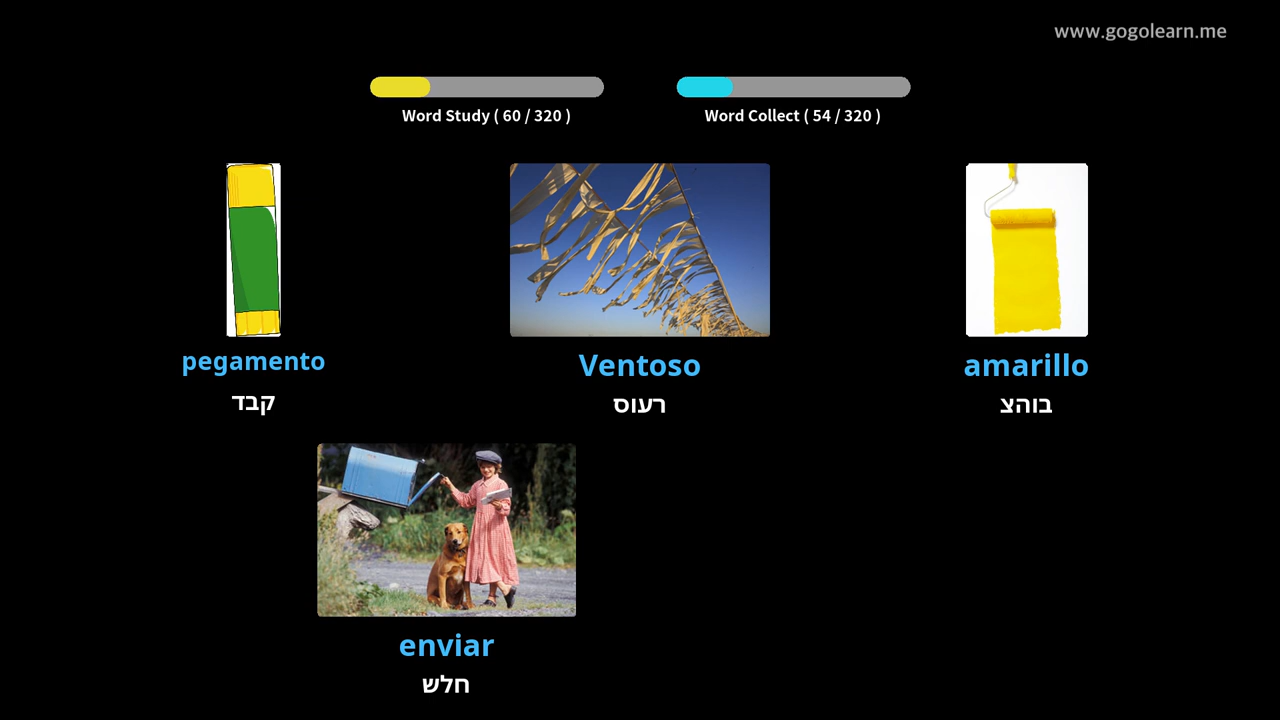 www.gogolearn.me
Word Study ( 60 / 320 )
Word Collect ( 54 / 320 )
pegamento
קבד
Ventoso
רעוס
amarillo
בוהצ
enviar
חלש